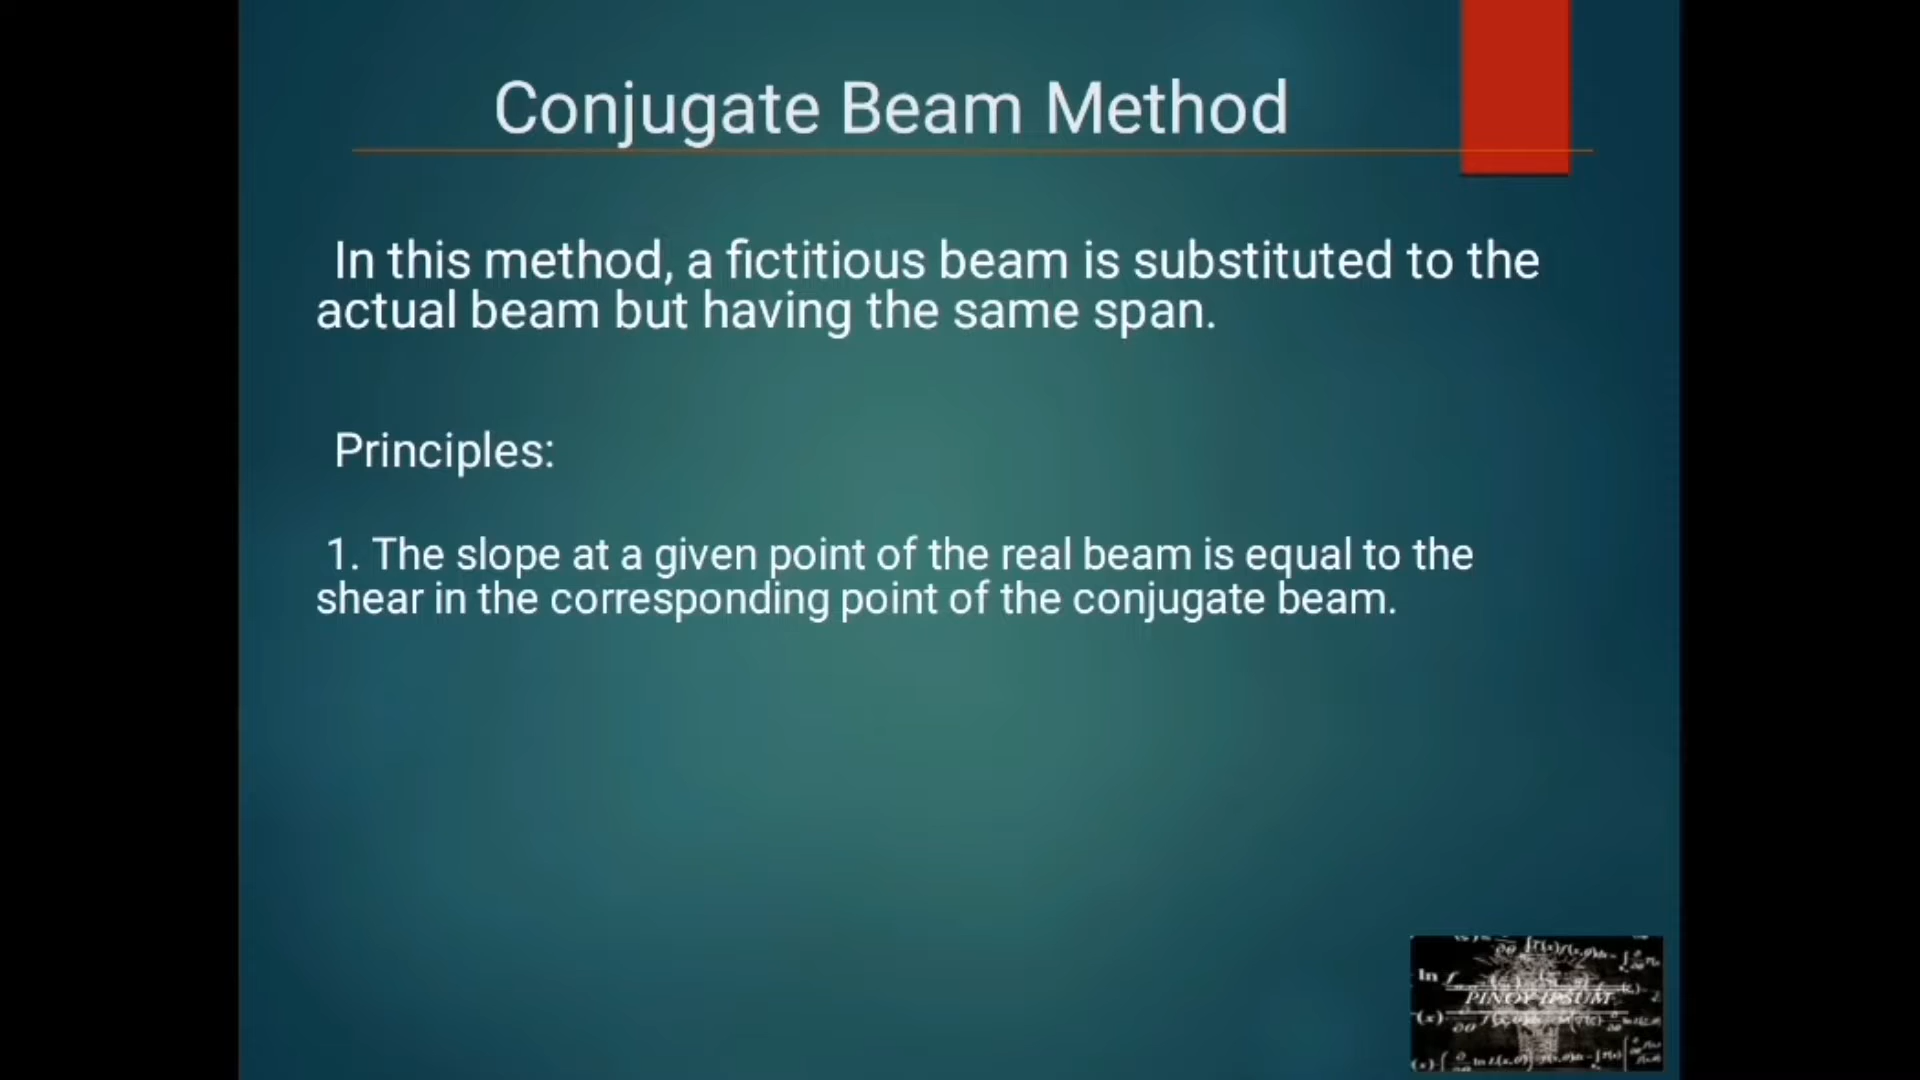 Conjugate Beam Method
In this method, a fictitious beam is substituted to the
actual beam but having the same span.
Principles:
1. The slope at a given point of the real beam is equal to the
shear in the corresponding point of the conjugate beam.
PINOY IPSUM